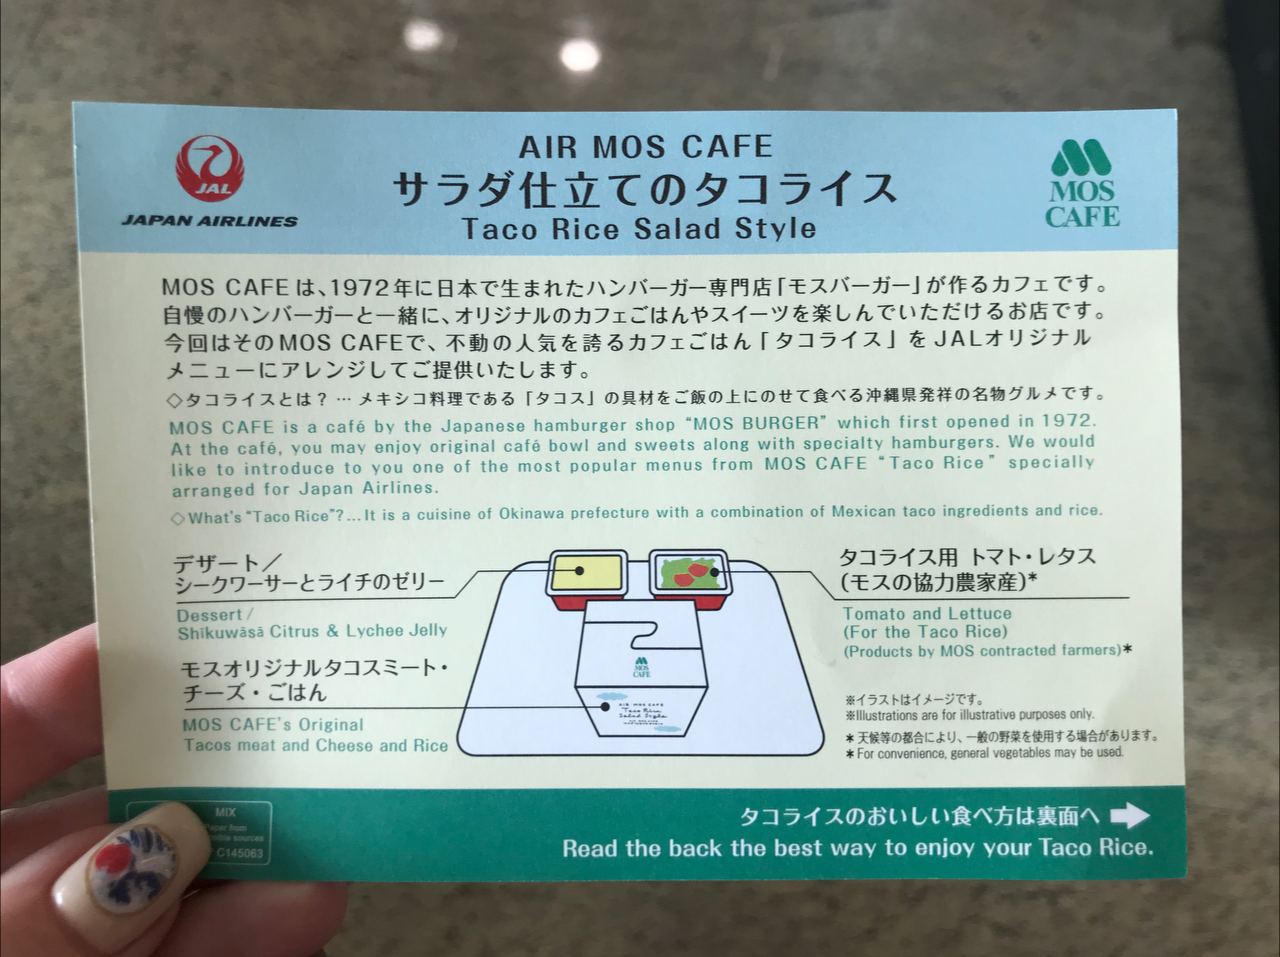 AIR MOS CAFE
サラダ仕立てのタコライス
Taco Rice Salad Style
JAL
JAPAN AIRLINES
MOS
CAFE
MOS CAFEは、1972年に日本で生まれたハンバーガー専門店「モスバーガー」が作るカフェです。
自慢のハンバーガーと一緒に、オリジナルのカフェごはんやスイーツを楽しんでいただけるお店です。
今回はそのMOS CAFEで、不動の人気を誇るカフェごはん「タコライス」をJALオリジナル
メニューにアレンジしてご提供いたします。
◇タコライスとは？… メキシコ料理である「タコス」の具材をご飯の上にのせて食べる沖縄県発祥の名物グルメです。
MOS CAFE is a café by the Japanese hamburger shop “MOS BURGER” which first opened in 1972.
At the café, you may enjoy original café bowl and sweets along with specialty hamburgers. We would
like to introduce to you one of the most popular menus from MOS CAFE “Taco Rice” specially
arranged for Japan Airlines.
◇What's “Taco Rice”?...It is a cuisine of Okinawa prefecture with a combination of Mexican taco ingredients and rice.
デザート／
シークワーサーとライチのゼリー
Dessert /
Shīkuwāsā Citrus & Lychee Jelly
モスオリジナルタコスミート・
チーズ・ごはん
MOS CAFE's Original
Tacos meat and Cheese and Rice
MOS
CAFE
AIR MOS CAFE
Taco Rice
Salad Style
タコライス用 トマト・レタス
(モスの協力農家産)*
Tomato and Lettuce
(For the Taco Rice)
(Products by MOS contracted farmers)*
※イラストはイメージです。
※Illustrations are for illustrative purposes only.
* 天候等の都合により、一般の野菜を使用する場合があります。
* For convenience, general vegetables may be used.
MIX
Paper from
sources
C145063
タコライスのおいしい食べ方は裏面へ
Read the back the best way to enjoy your Taco Rice.